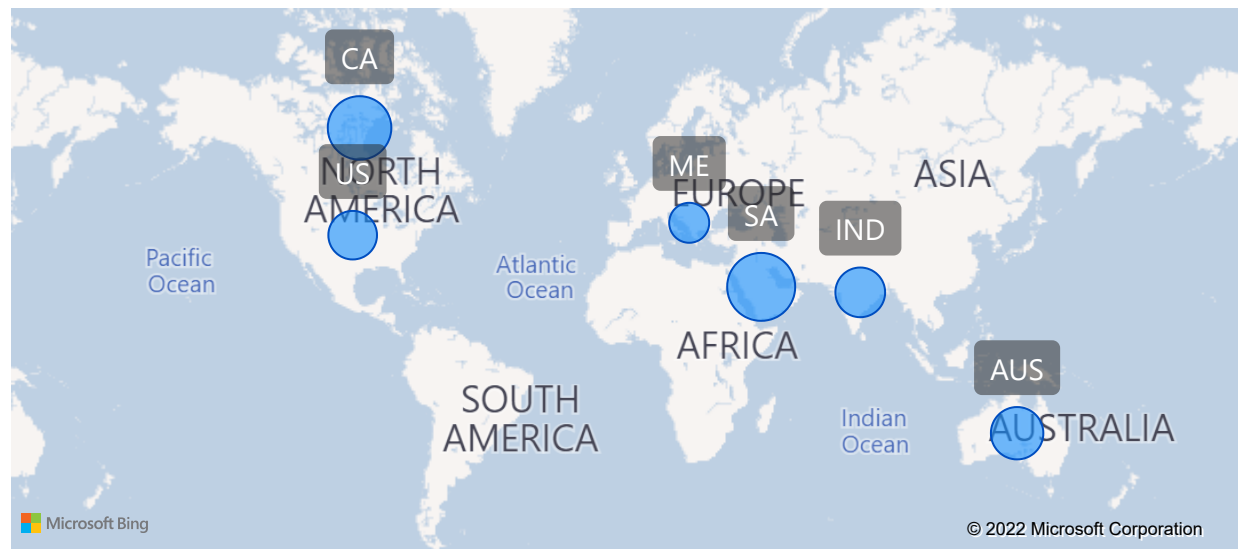 CA
US
NORTH
AMERICA
ME
EUROPE
ASIA
SA
IND
Pacific
Ocean
Atlantic
Ocean
AFRICA
AUS
SOUTH
AMERICA
Indian
Ocean
AUSTRALIA
Microsoft Bing
© 2022 Microsoft Corporation